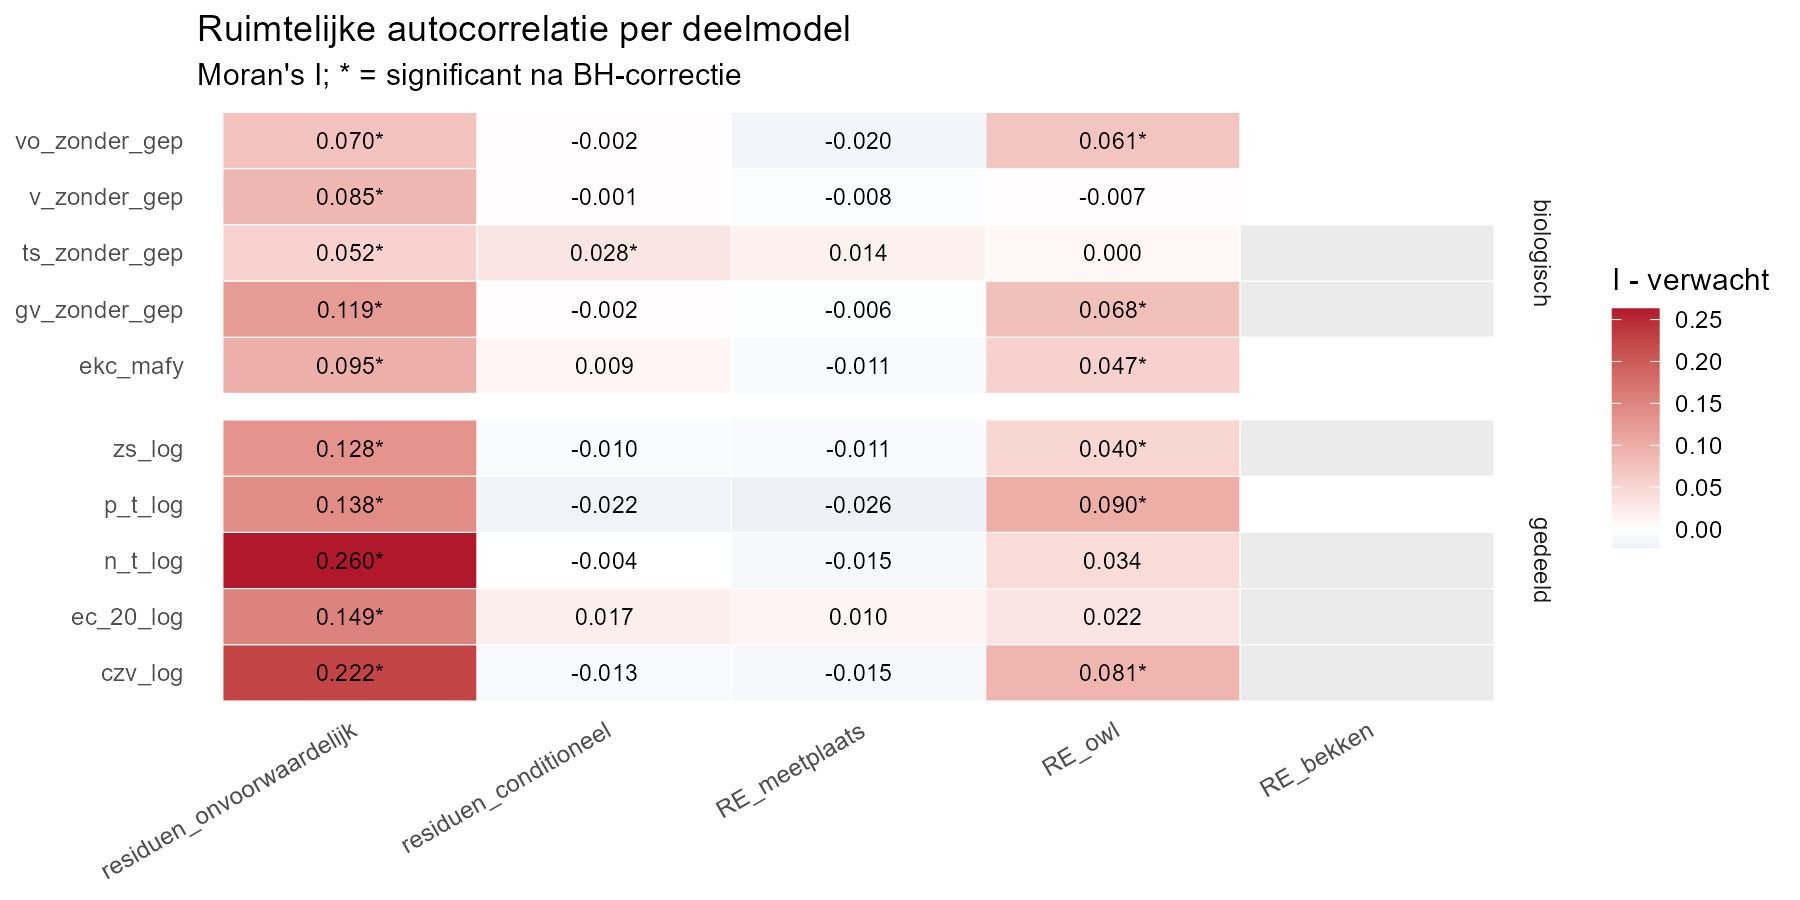 Ruimtelijke autocorrelatie per deelmodel
Moran's I; * = significant na BH-correctie
vo_zonder_gep 0.070* -0.002 -0.020 0.061*
v_zonder_gep 0.085* -0.001 -0.008 -0.007
ts_zonder_gep 0.052* 0.028* 0.014 0.000
gv_zonder_gep 0.119* -0.002 -0.006 0.068*
ekc_mafy 0.095* 0.009 -0.011 0.047*
biologisch
zs_log 0.128* -0.010 -0.011 0.040*
p_t_log 0.138* -0.022 -0.026 0.090*
n_t_log 0.260* -0.004 -0.015 0.034
ec_20_log 0.149* 0.017 0.010 0.022
czv_log 0.222* -0.013 -0.015 0.081*
gedeeld
residuen_onvoorwaardelijk
residuen_conditioneel
RE_meetplaats
RE_owl
RE_bekken
I - verwacht
0.25
0.20
0.15
0.10
0.05
0.00